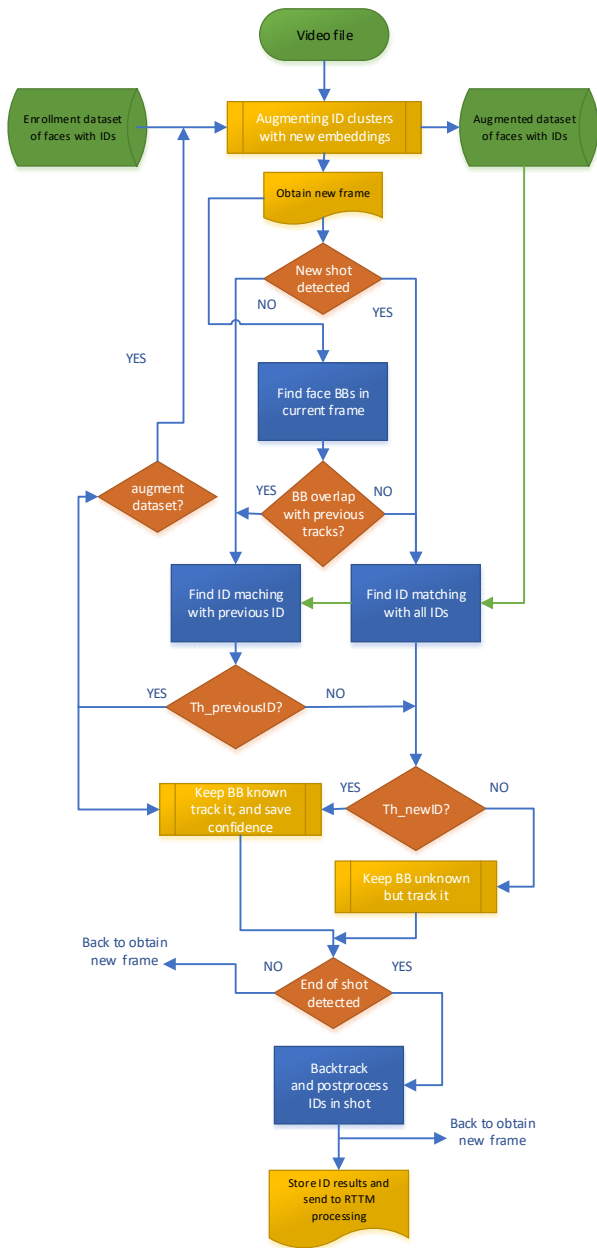 Video file
Enrollment dataset
of faces with IDs
Augmenting ID clusters
with new embeddings
Augmented dataset
of faces with IDs
Obtain new frame
New shot
detected
NO
YES
YES
Find face BBs in
current frame
augment
dataset?
YES
BB overlap
with previous
tracks?
NO
Find ID maching
with previous ID
Find ID matching
with all IDs
YES
Th_previousID?
NO
Keep BB known
track it, and save
confidence
YES
Th_newID?
NO
Keep BB unknown
but track it
Back to obtain
new frame
NO
End of shot
detected
YES
Backtrack
and postprocess
IDs in shot
Back to obtain
new frame
Store ID results and
send to RTTM
processing